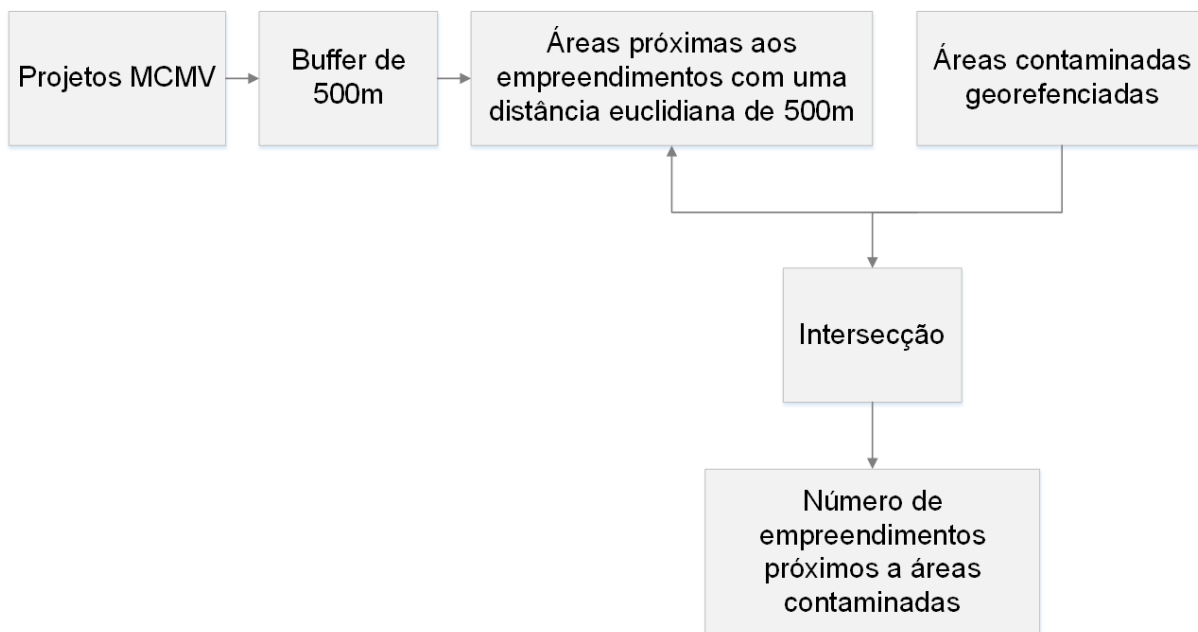 Projetos MCMV
Buffer de
500m
Áreas próximas aos
empreendimentos com uma
distância euclidiana de 500m
Áreas contaminadas
georefenciadas
Intersecção
Número de
empreendimentos
próximos a áreas
contaminadas